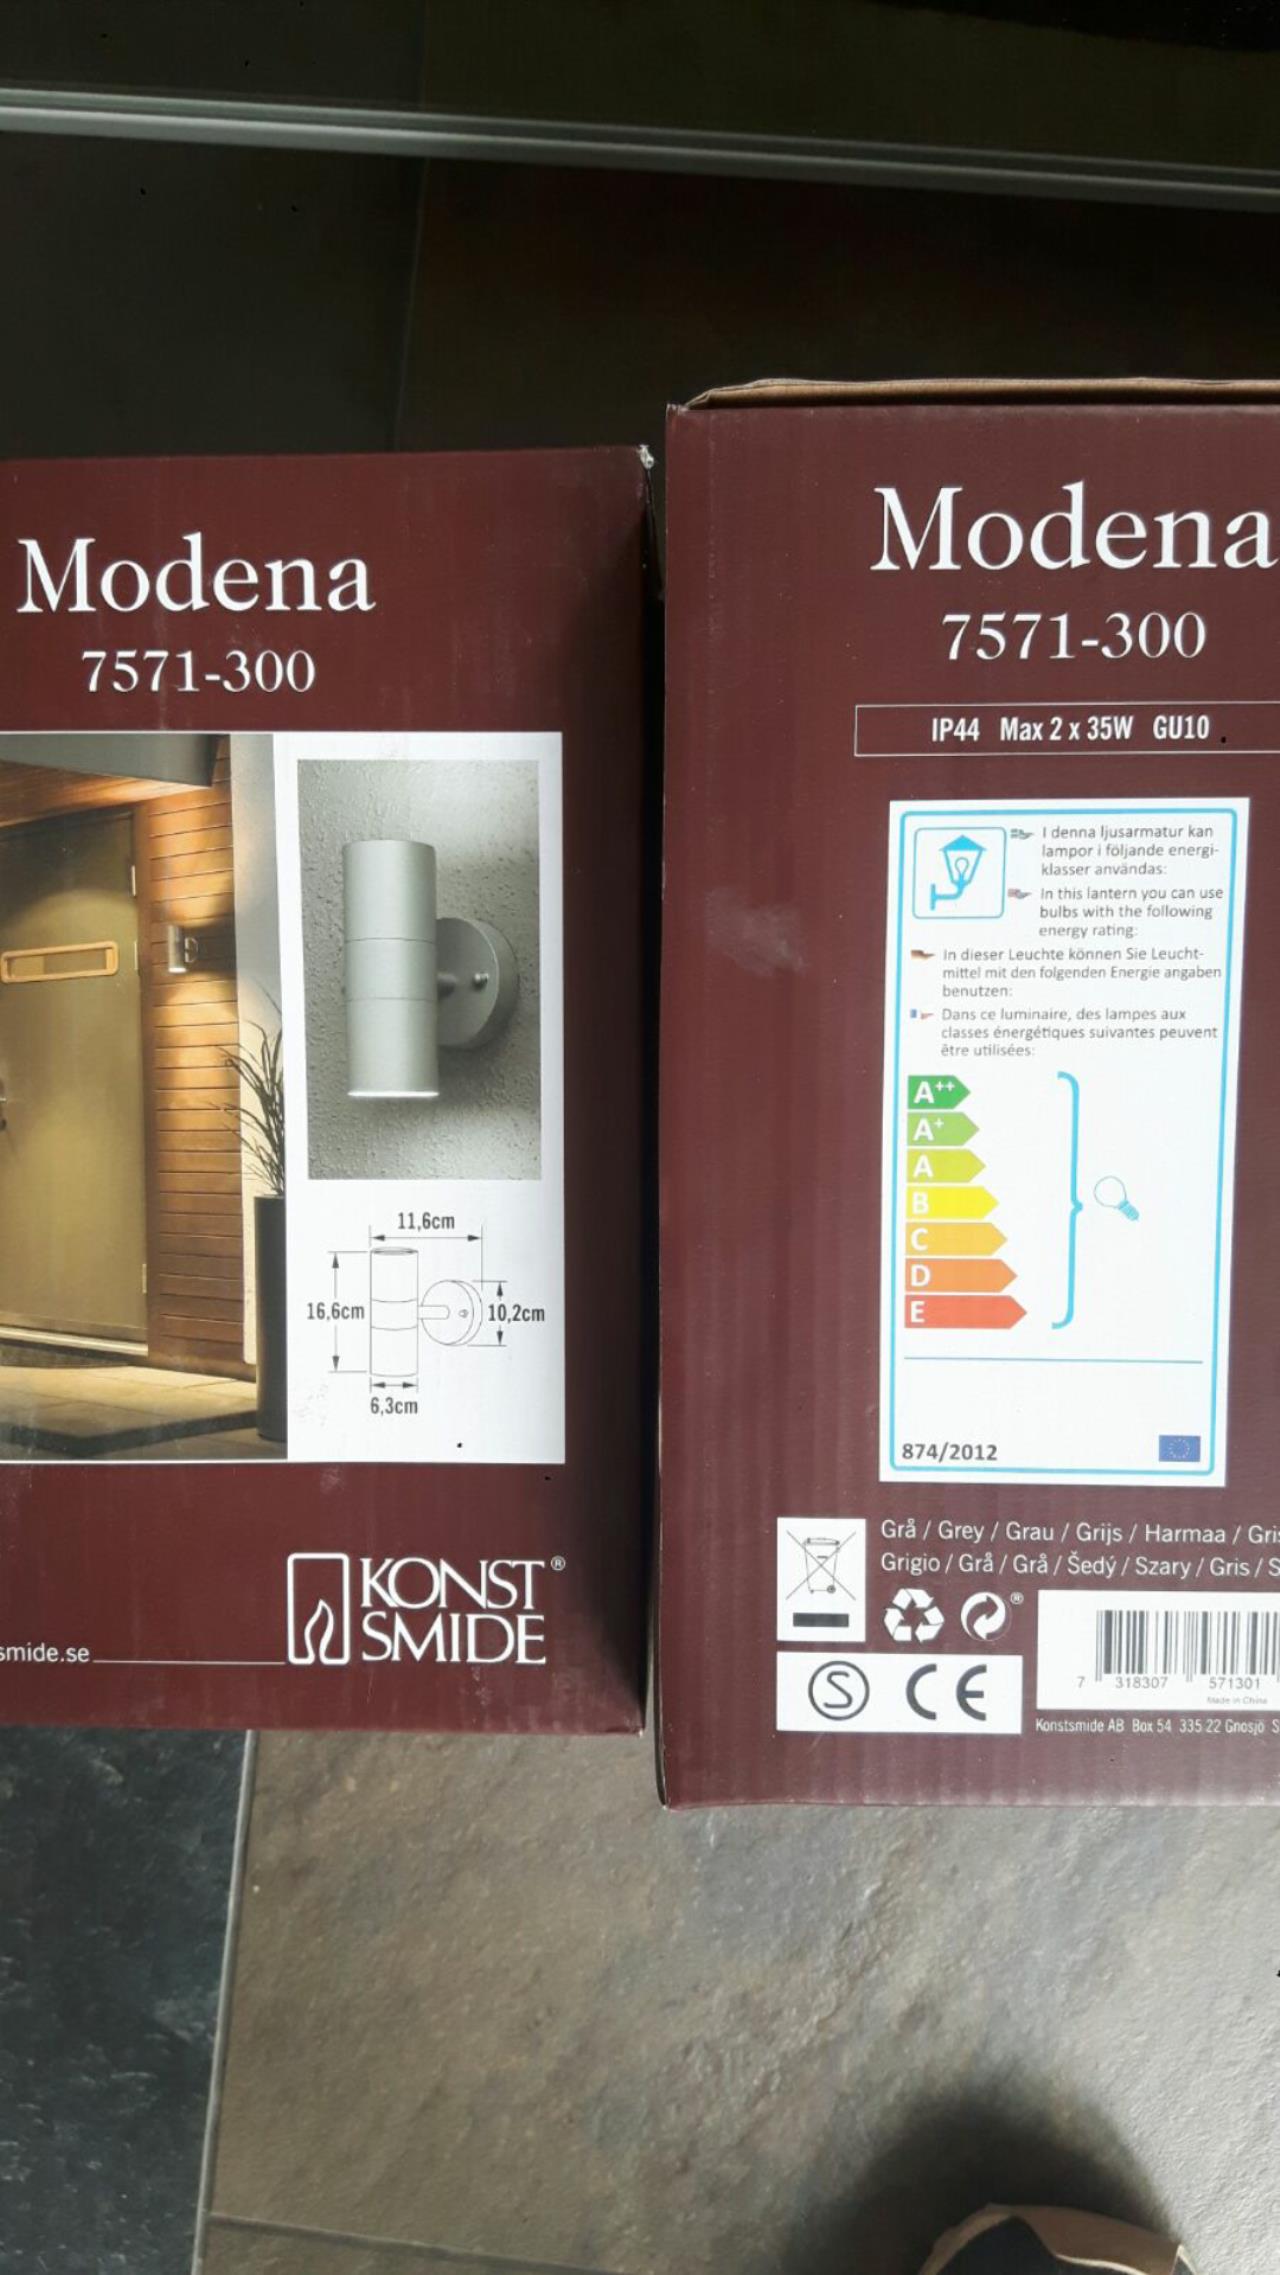 Modena
7571-300
11,6cm
16,6cm
10,2cm
6,3cm
smide.se
KONST®
SMIDE
Modena
7571-300
IP44 Max 2 x 35W GU10
I denna ljusarmatur kan
lampor i följande energi-
klasser användas:
In this lantern you can use
bulbs with the following
energy rating:
In dieser Leuchte können Sie Leucht-
mittel mit den folgenden Energie angaben
benutzen:
Dans ce luminaire, des lampes aux
classes énergétiques suivantes peuvent
être utilisées:
A++
A+
A
B
C
D
E
874/2012
Grå / Grey / Grau / Grijs / Harmaa / Gris
Grigio / Grå / Grå / Šedý / Szary / Gris / S
®
S CE
7 318307 571301
Made in China
Konstsmide AB Box 54 335 22 Gnosjö S